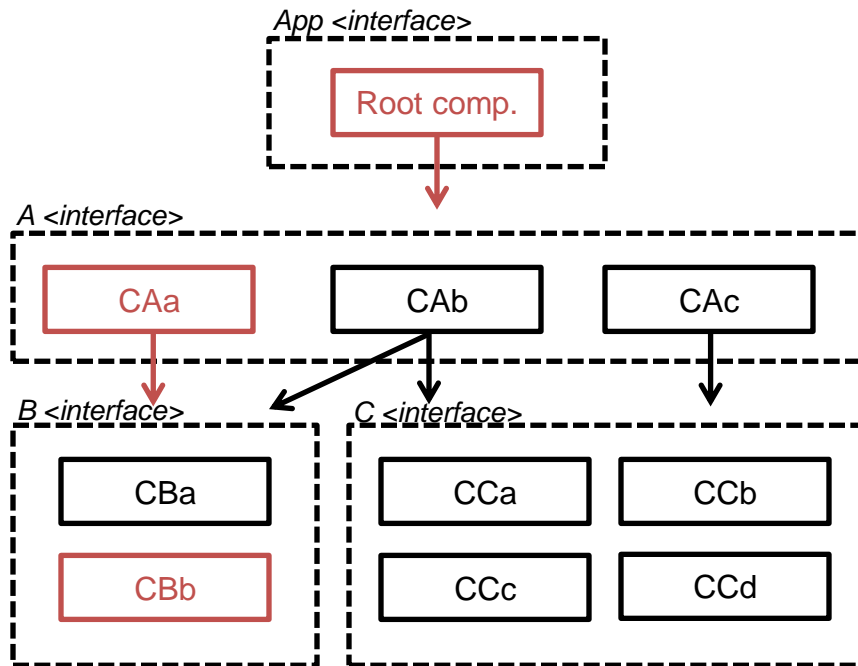 App <interface>
Root comp.
A <interface>
CAa
CAb
CAc
B <interface>
C <interface>
CBa
CCa
CCb
CBb
CCc
CCd